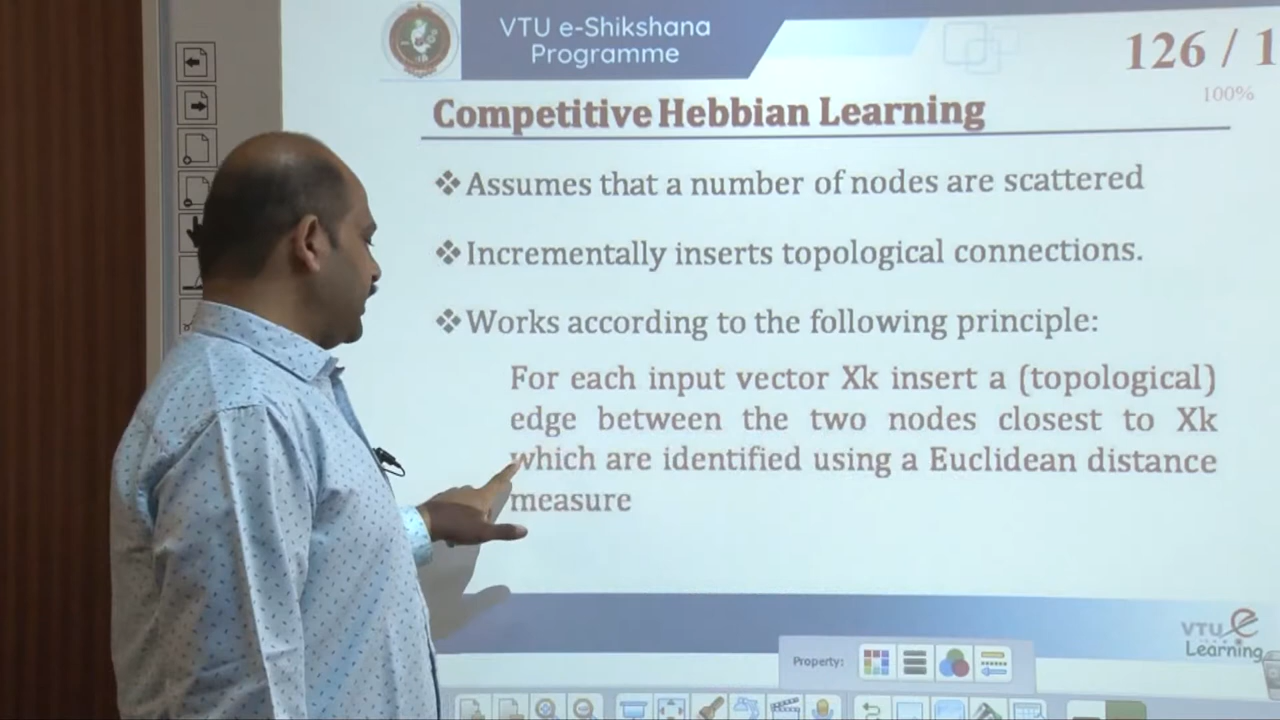 VTU e-Shikshana
Programme
126 / 1
100%
Competitive Hebbian Learning
❖Assumes that a number of nodes are scattered
❖Incrementally inserts topological connections.
❖Works according to the following principle:
For each input vector Xk insert a (topological)
edge between the two nodes closest to Xk
which are identified using a Euclidean distance
measure
VTU e
Learning
Property: